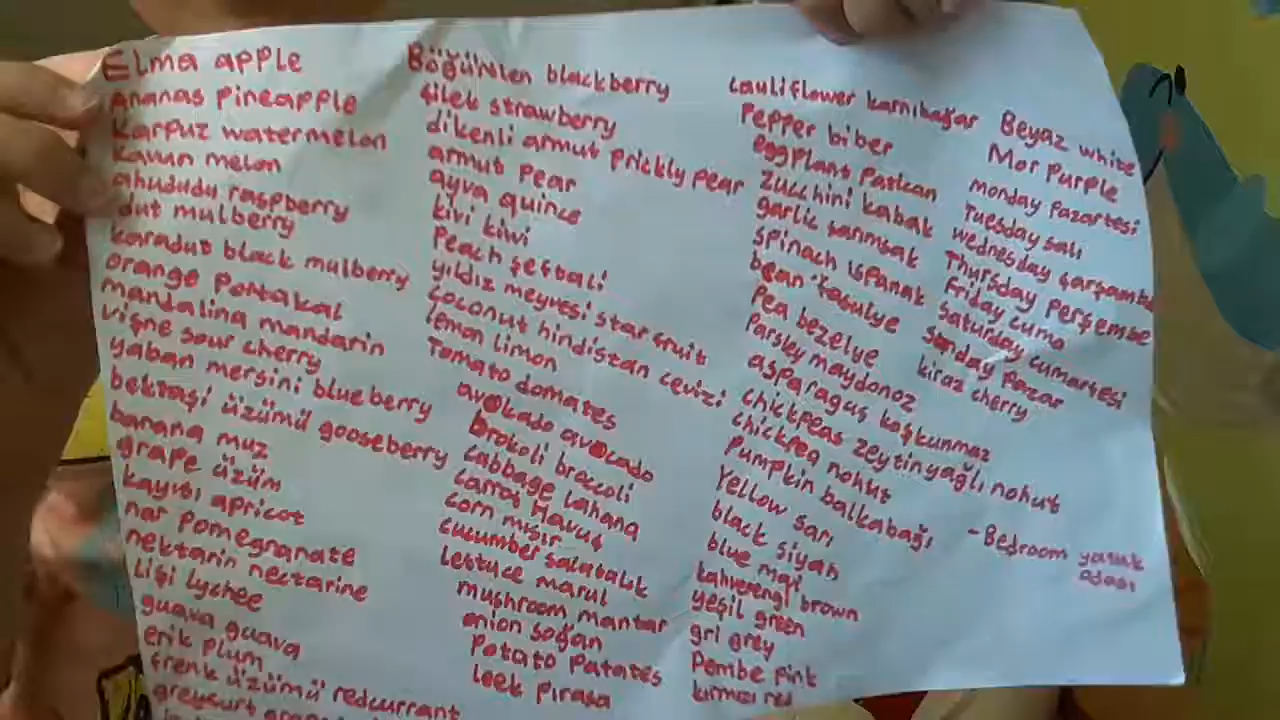 Elma apple
Ananas pineapple
Karpuz watermelon
Kavun melon
ahududu raspberry
dut mulberry
karadut black mulberry
orange Portakal
mandalina mandarin
vişne sour cherry
yaban mersini blueberry
bektaşi üzümü gooseberry
banana muz
grape üzüm
kayısı apricot
nar pomegranate
nektarin nectarine
lişi lychee
guava guava
erik plum
frenk üzümü redcurrant
greyfurt
Böğürtlen blackberry
Çilek strawberry
dikenli armut prickly pear
armut pear
ayva quince
kivi kiwi
Peach şeftali
yıldız meyvesi star fruit
coconut hindistan cevizi
lemon limon
Tomato domates
avokado avocado
brokoli broccoli
cabbage lahana
carrot Havuç
corn mısır
cucumber salatalık
lestuce marul
mushroom mantar
onion soğan
Potato Patates
leek pırasa
cauliflower karnıbağar
Pepper biber
eggplant Patlıcan
zucchini kabak
garlic sarımsak
spinach ıspanak
bean fasulye
Pea bezelye
Parsley maydonoz
asparagus koşkunmaz
chickpeas zeytinyağlı nohut
chickpea nohut
Pumpkin balkabağı
Yellow sarı
black siyah
blue mavi
kahverengi brown
yeşil green
gri grey
Pembe Pink
kırmızı red
Beyaz white
Mor Purple
monday Pazartesi
Tuesday salı
wednesday çarşamba
Thursday perşembe
Friday cuma
Saturday cumartesi
Sunday Pazar
kiraz cherry
-Bedroom yatak
odası